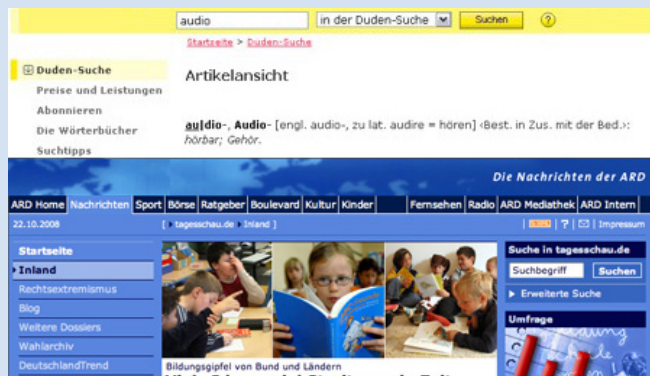 audio in der Duden-Suche Suchen ?
Startseite > Duden-Suche
Duden-Suche
Artikelansicht
Preise und Leistungen
Abonnieren
Die Wörterbücher
Suchtipps
au|dio-, Audio- [engl. audio-, zu lat. audire = hören] ‹Best. in Zus. mit der Bed.›:
hörbar; Gehör.
Die Nachrichten der ARD
ARD Home Nachrichten Sport Börse Ratgeber Boulevard Kultur Kinder Fernsehen Radio ARD Mediathek ARD Intern
22.10.2008 [ tagesschau.de Inland ] ? Impressum
Startseite
Inland
Rechtsextremismus
Blog
Weitere Dossiers
Wahlarchiv
DeutschlandTrend
Bildungsgipfel von Bund und Ländern
Suche in tagesschau.de
Suchbegriff Suchen
Erweiterte Suche
Umfrage